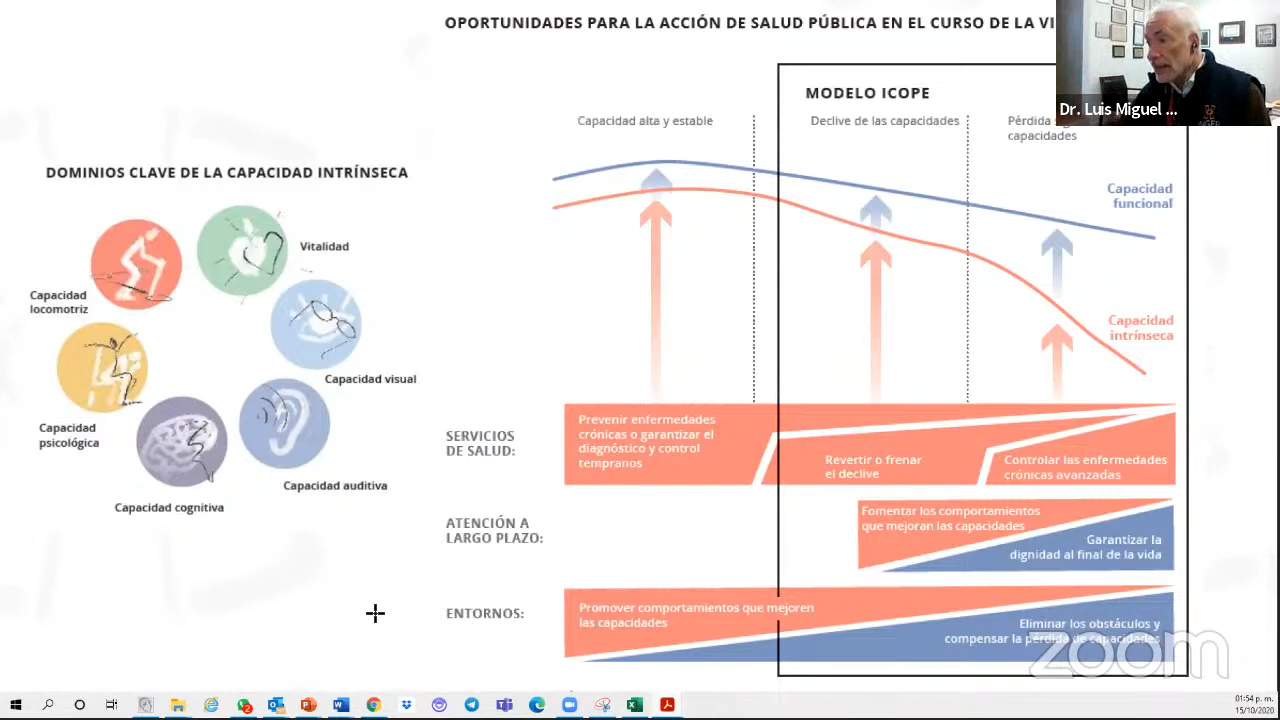 OPORTUNIDADES PARA LA ACCIÓN DE SALUD PÚBLICA EN EL CURSO DE LA
MODELO ICOPE
Dr. Luis Miguel ...
Capacidad alta y estable
Declive de las capacidades
Pérdida
capacidades
DOMINIOS CLAVE DE LA CAPACIDAD INTRÍNSECA
Capacidad
funcional
Vitalidad
Capacidad
locomotriz
Capacidad
intrínseca
Capacidad visual
Capacidad
psicológica
Capacidad auditiva
Capacidad cognitiva
SERVICIOS
DE SALUD:
Prevenir enfermedades
crónicas o garantizar el
diagnóstico y control
tempranos
Revertir o frenar
el declive
Controlar las enfermedades
crónicas avanzadas
ATENCIÓN A
LARGO PLAZO:
Fomentar los comportamientos
que mejoran las capacidades
Garantizar la
dignidad al final de la vida
ENTORNOS:
Promover comportamientos que mejoren
las capacidades
Eliminar los obstáculos y
compensar la pérdida de capacidades
zoom
01:54 p. m.
15/10/2020